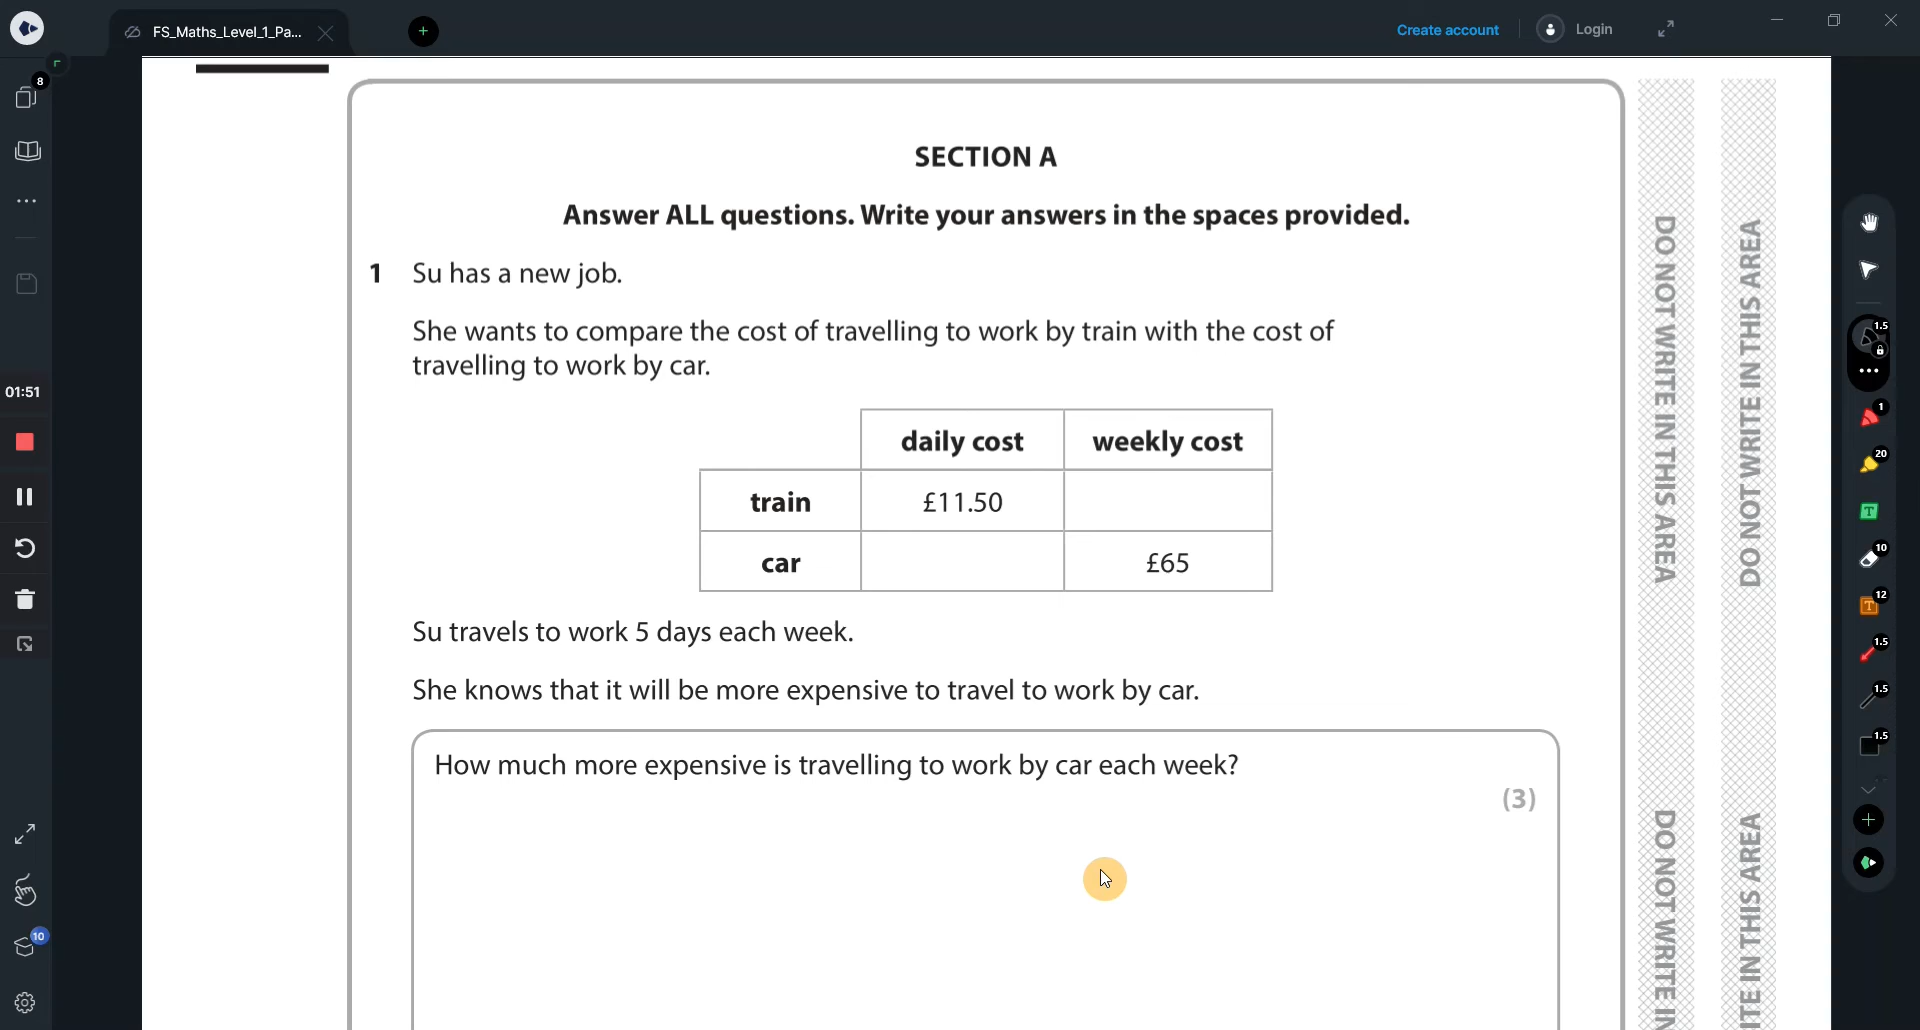 FS_Maths_Level_1_Pa...
Create account
Login
8
01:51
10
SECTION A
Answer ALL questions. Write your answers in the spaces provided.
1 Su has a new job.
She wants to compare the cost of travelling to work by train with the cost of
travelling to work by car.
daily cost weekly cost
train £11.50
car £65
Su travels to work 5 days each week.
She knows that it will be more expensive to travel to work by car.
How much more expensive is travelling to work by car each week?
(3)
DO NOT WRITE IN THIS AREA
DO NOT WRITE IN THIS AREA
DO NOT WRITE IN
ITE IN THIS AREA
1.5
1
20
T
10
T
12
1.5
1.5
1.5